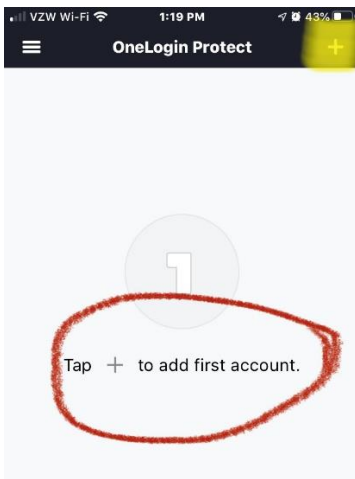 VZW Wi-Fi 1:19 PM 43%
OneLogin Protect +
1
Tap + to add first account.